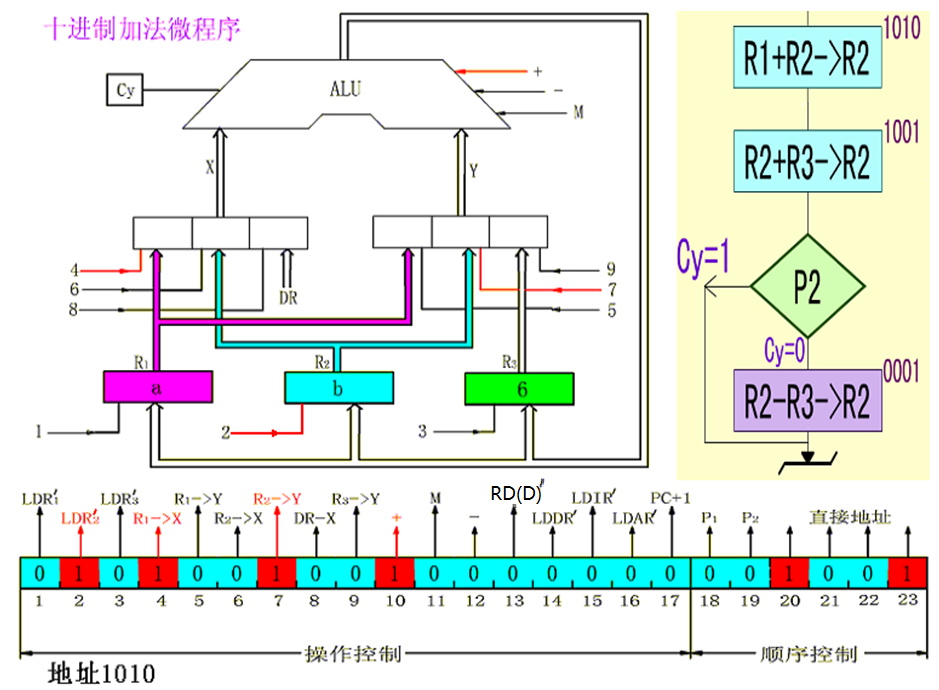 十进制加法微程序
Cy
ALU
+
-
M
X
Y
4
6
8
DR
9
7
5
R1
R2
R3
a
b
6
1
2
3
1010
R1+R2->R2
1001
R2+R3->R2
Cy=1
P2
Cy=0
0001
R2-R3->R2
LDR1′ LDR3′ R1->Y R2->Y R3->Y M RD(D)″ LDIR′ PC+1
LDR2′ R1->X R2->X DR-X + - LDDR′ LDAR′ P1 P2 直接地址
0 1 0 1 0 0 1 0 0 1 0 0 0 0 0 0 0 0 0 1 0 0 1
1 2 3 4 5 6 7 8 9 10 11 12 13 14 15 16 17 18 19 20 21 22 23
操作控制 顺序控制
地址1010